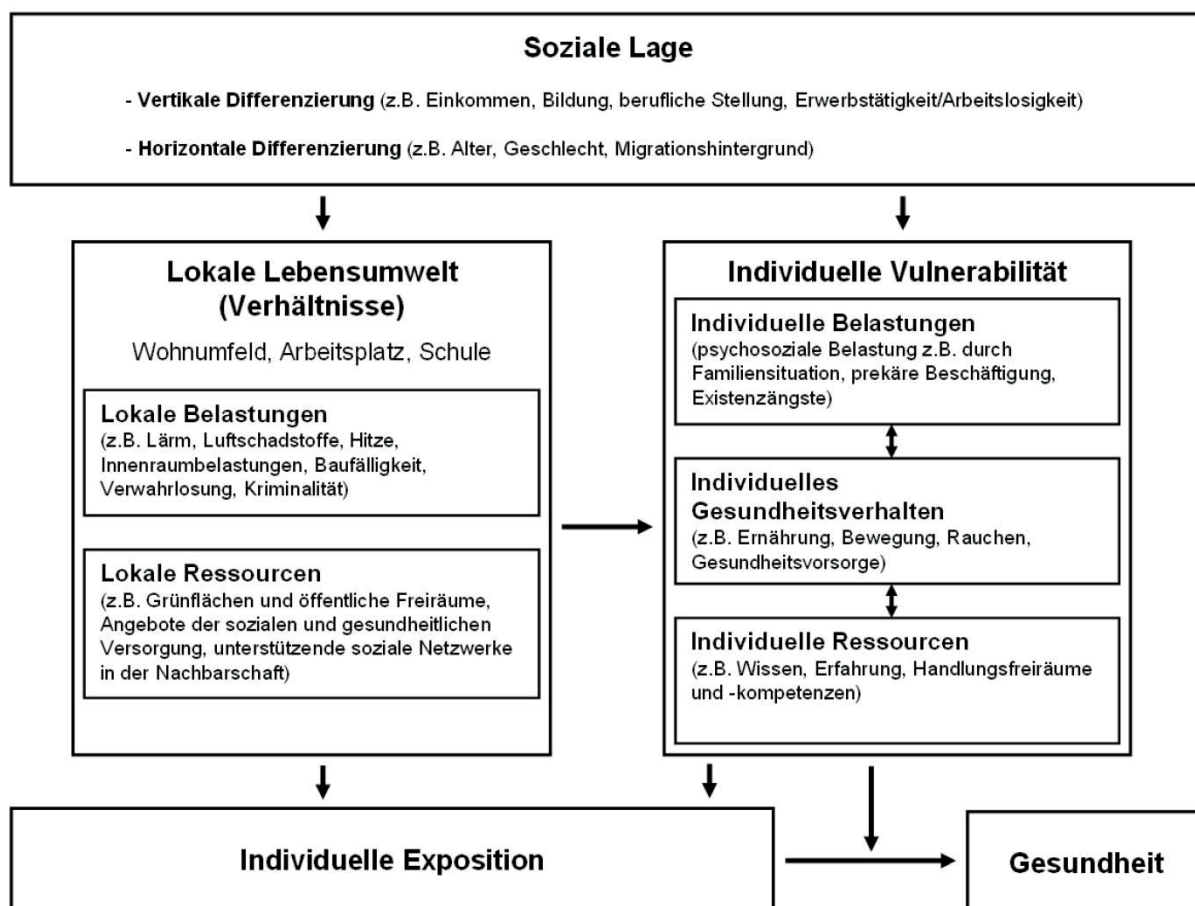 Soziale Lage
- Vertikale Differenzierung (z.B. Einkommen, Bildung, berufliche Stellung, Erwerbstätigkeit/Arbeitslosigkeit)
- Horizontale Differenzierung (z.B. Alter, Geschlecht, Migrationshintergrund)
Lokale Lebensumwelt
(Verhältnisse)
Wohnumfeld, Arbeitsplatz, Schule
Lokale Belastungen
(z.B. Lärm, Luftschadstoffe, Hitze,
Innenraumbelastungen, Baufälligkeit,
Verwahrlosung, Kriminalität)
Lokale Ressourcen
(z.B. Grünflächen und öffentliche Freiräume,
Angebote der sozialen und gesundheitlichen
Versorgung, unterstützende soziale Netzwerke
in der Nachbarschaft)
Individuelle Vulnerabilität
Individuelle Belastungen
(psychosoziale Belastung z.B. durch
Familiensituation, prekäre Beschäftigung,
Existenzängste)
Individuelles
Gesundheitsverhalten
(z.B. Ernährung, Bewegung, Rauchen,
Gesundheitsvorsorge)
Individuelle Ressourcen
(z.B. Wissen, Erfahrung, Handlungsfreiräume
und -kompetenzen)
Individuelle Exposition
Gesundheit